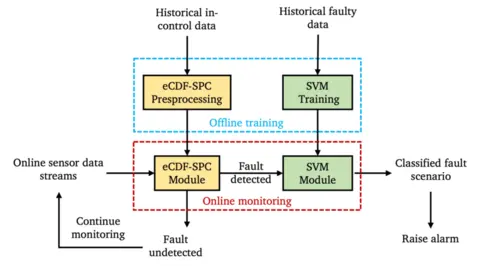 Historical in-
control data
Historical faulty
data
eCDF-SPC
Preprocessing
SVM
Training
Offline training
Online sensor data
streams
eCDF-SPC
Module
Fault
detected
SVM
Module
Classified fault
scenario
Online monitoring
Continue
monitoring
Fault
undetected
Raise alarm